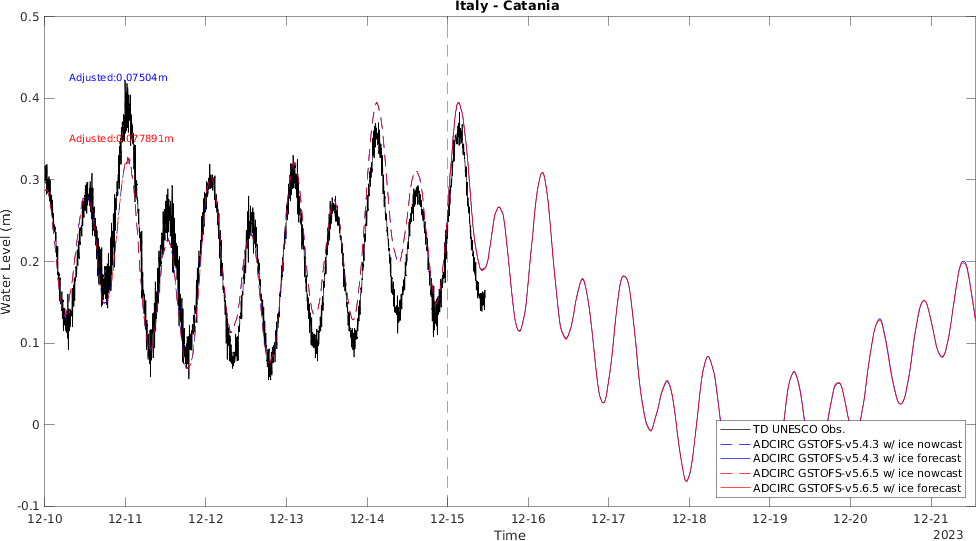 Italy - Catania
0.5
0.4
0.3
0.2
0.1
0
-0.1
Water Level (m)
Adjusted:0.07504m
Adjusted:0.077891m
TD UNESCO Obs.
ADCIRC GSTOFS-v5.4.3 w/ ice nowcast
ADCIRC GSTOFS-v5.4.3 w/ ice forecast
ADCIRC GSTOFS-v5.6.5 w/ ice nowcast
ADCIRC GSTOFS-v5.6.5 w/ ice forecast
12-10 12-11 12-12 12-13 12-14 12-15 12-16 12-17 12-18 12-19 12-20 12-21
2023
Time